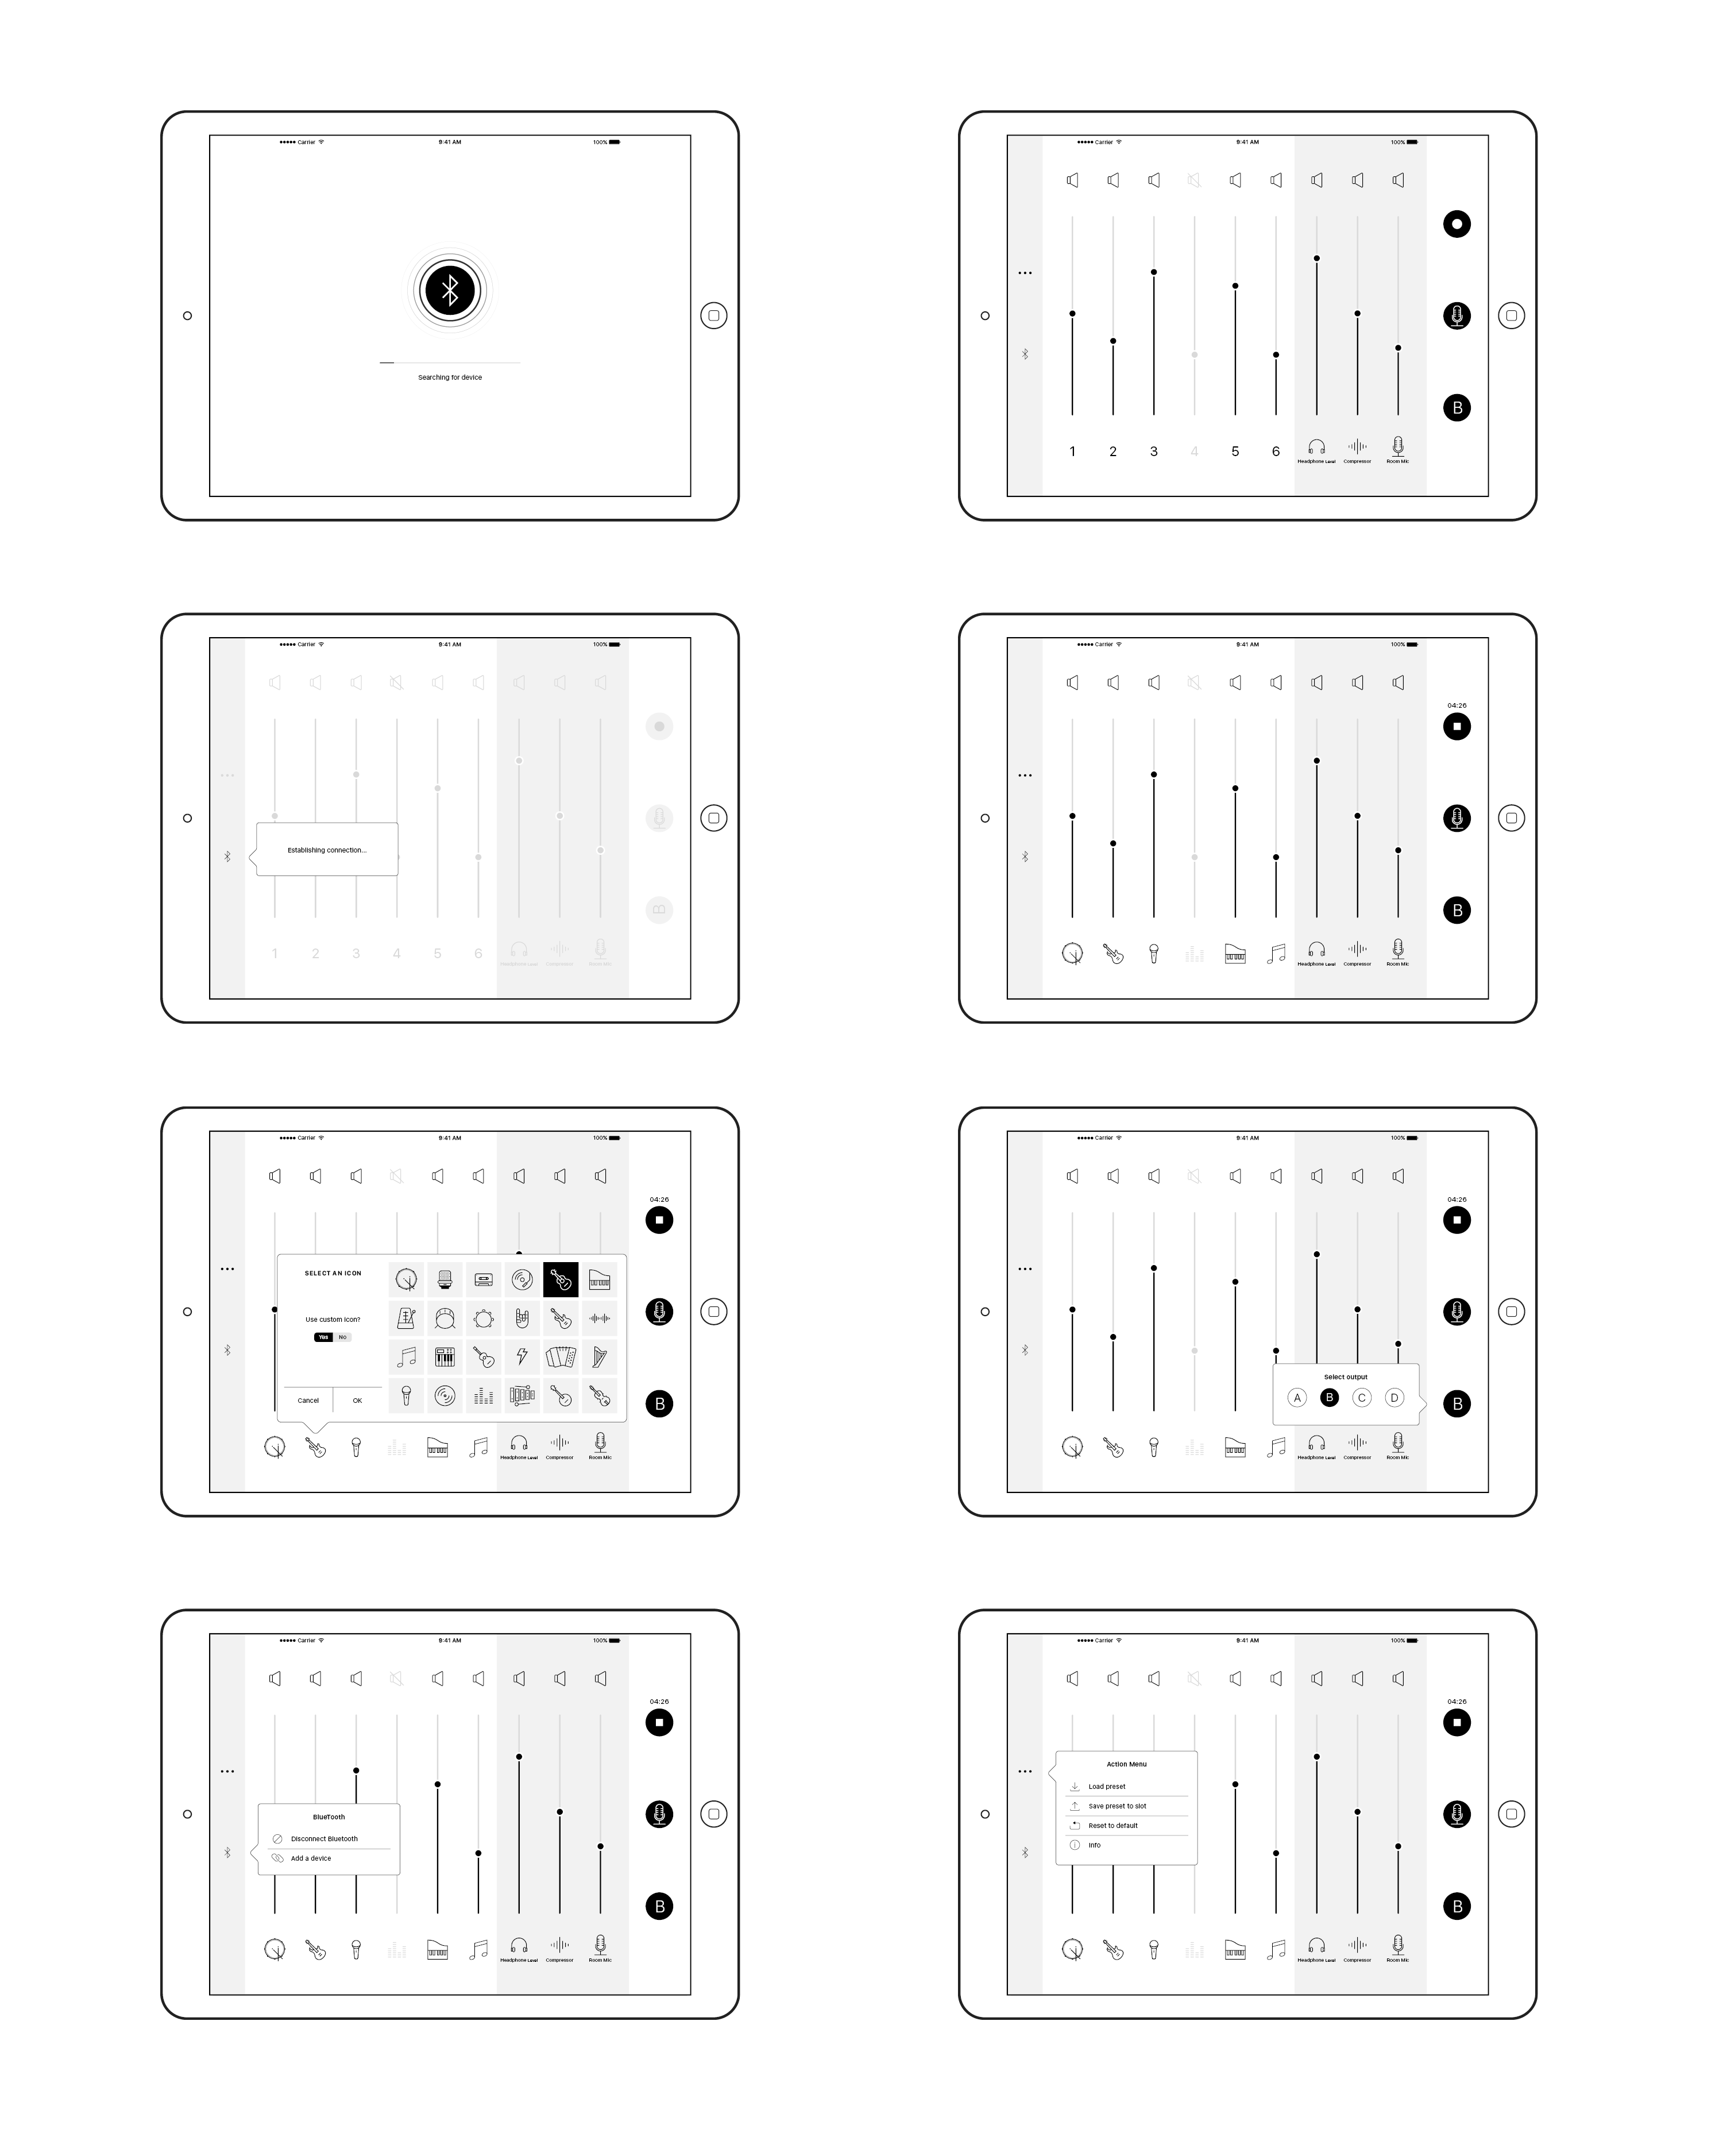 Carrier 9:41 AM 100%
Searching for device
Carrier 9:41 AM 100%
B
1 2 3 4 5 6
Headphone Level Compressor Room Mic
Carrier 9:41 AM 100%
Establishing connection...
B
1 2 3 4 5 6
Headphone Level Compressor Room Mic
Carrier 9:41 AM 100%
04:26
B
Headphone Level Compressor Room Mic
Carrier 9:41 AM 100%
04:26
SELECT AN ICON
Use custom icon?
Yes No
Cancel OK
B
Headphone Level Compressor Room Mic
Carrier 9:41 AM 100%
04:26
Select output
A B C D
B
Headphone Level Compressor Room Mic
Carrier 9:41 AM 100%
04:26
BlueTooth
Disconnect Bluetooth
Add a device
B
Headphone Level Compressor Room Mic
Carrier 9:41 AM 100%
04:26
Action Menu
Load preset
Save preset to slot
Reset to default
Info
B
Headphone Level Compressor Room Mic